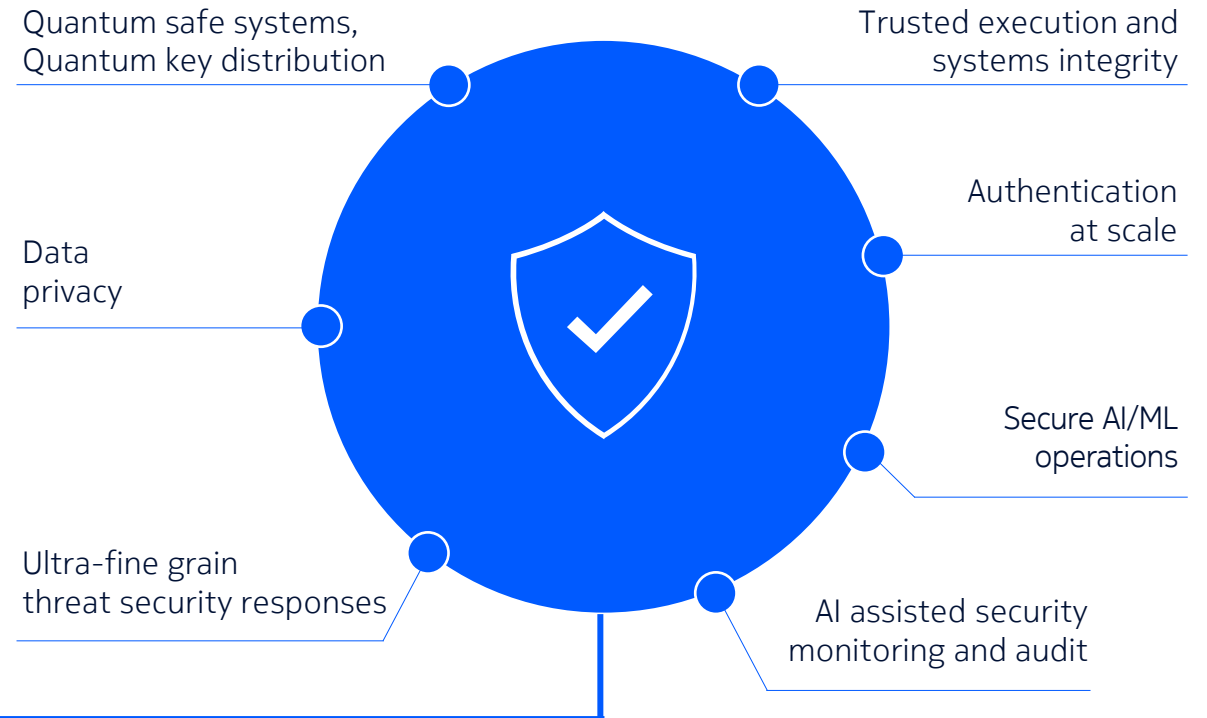 Quantum safe systems,
Quantum key distribution
Trusted execution and
systems integrity
Authentication
at scale
Data
privacy
Secure AI/ML
operations
Ultra-fine grain
threat security responses
AI assisted security
monitoring and audit